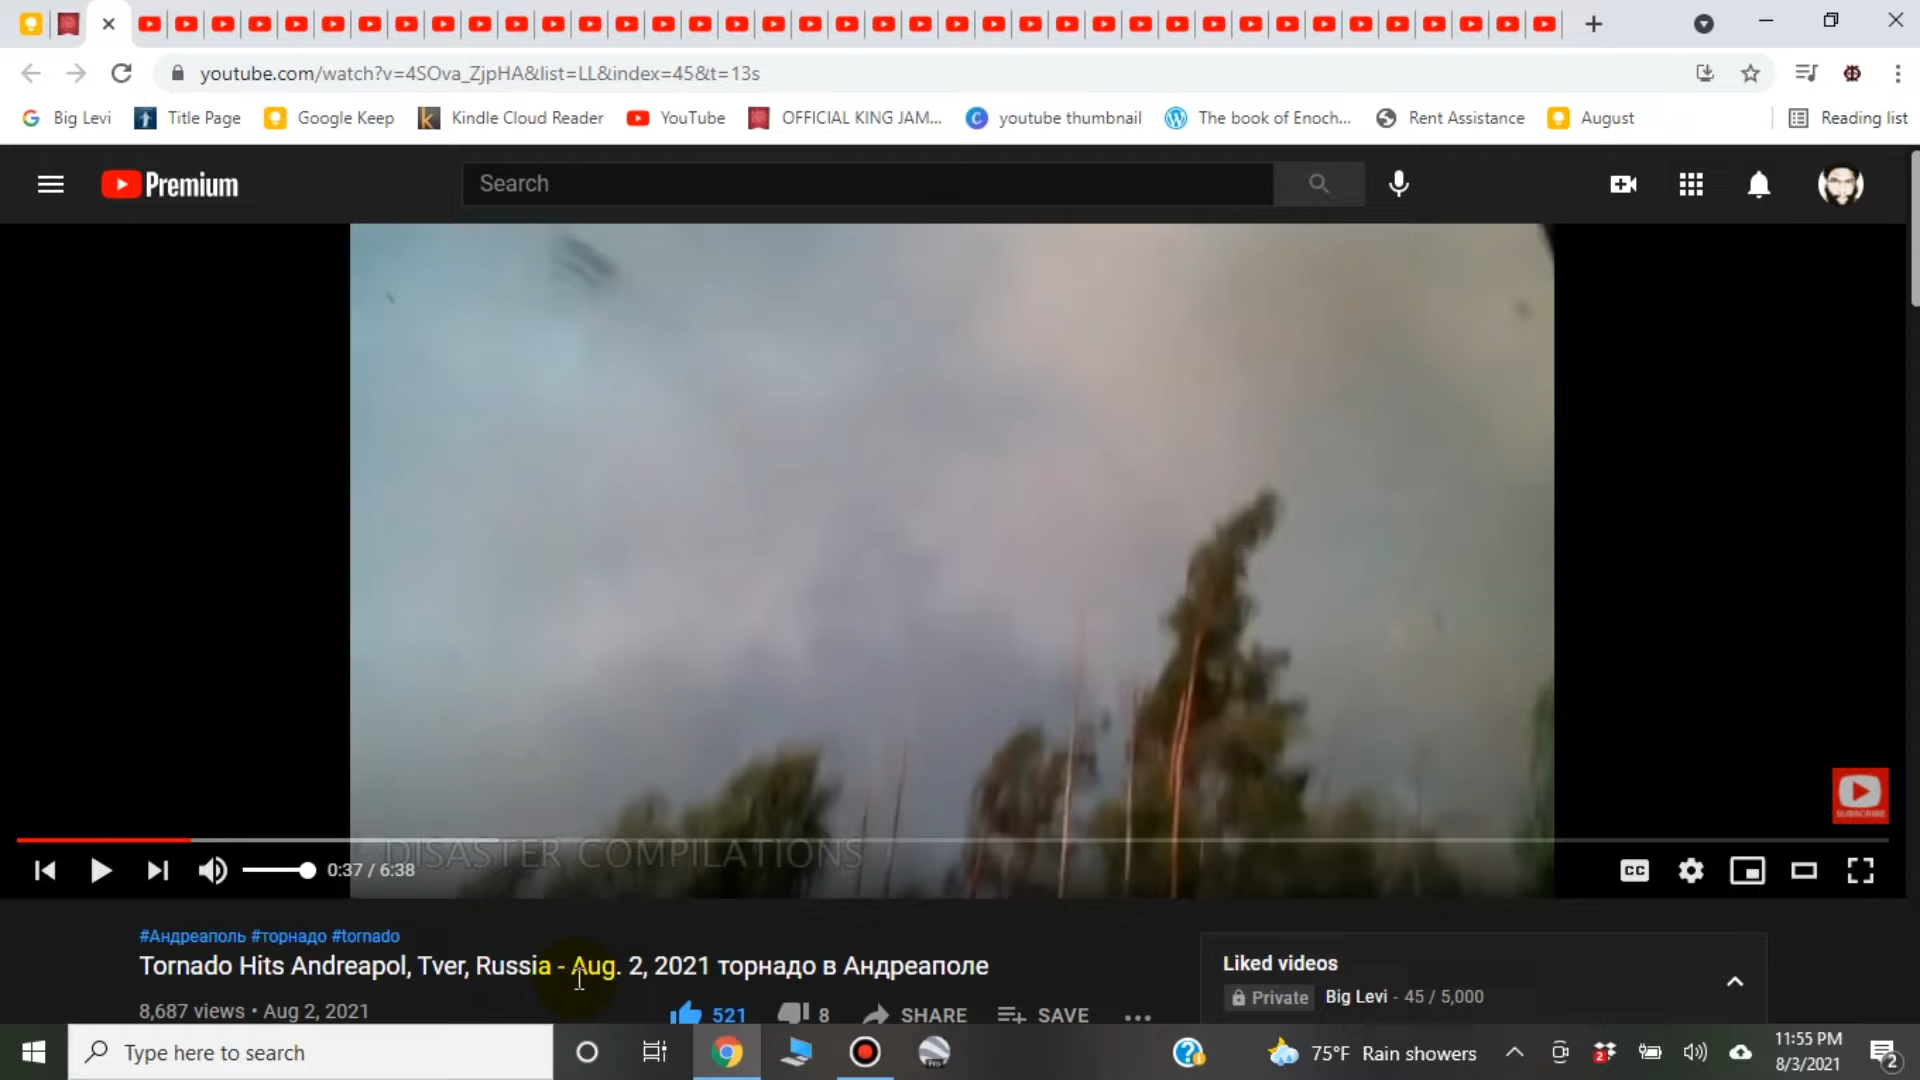 youtube.com/watch?v=4SOva_ZjpHA&list=LL&index=45&t=13s
Big Levi Title Page Google Keep Kindle Cloud Reader YouTube OFFICIAL KING JAM... youtube thumbnail The book of Enoch... Rent Assistance August Reading list
Premium
Search
SUBSCRIBE
DISASTER COMPILATIONS
0:37 / 6:38
CC
#Андреаполь #торнадо #tornado
Tornado Hits Andreapol, Tver, Russia - Aug. 2, 2021 торнадо в Андреаполе
8,687 views • Aug 2, 2021
521 8 SHARE SAVE
Liked videos
Private Big Levi - 45 / 5,000
Type here to search
75°F Rain showers
11:55 PM
8/3/2021
2